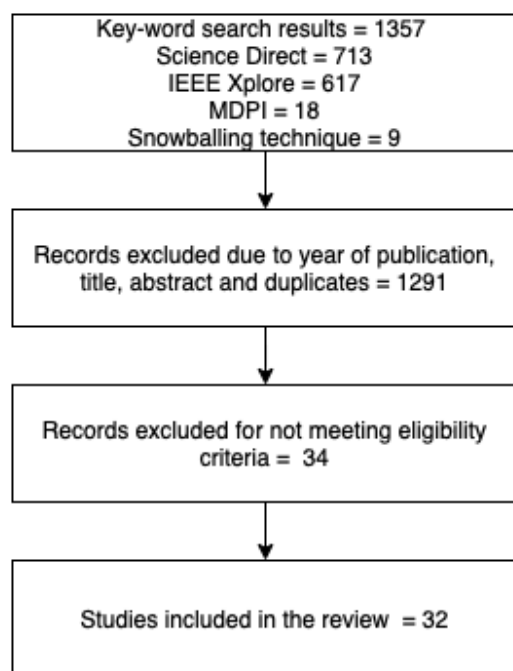 Key-word search results = 1357
Science Direct = 713
IEEE Xplore = 617
MDPI = 18
Snowballing technique = 9
Records excluded due to year of publication,
title, abstract and duplicates = 1291
Records excluded for not meeting eligibility
criteria =  34
Studies included in the review  = 32